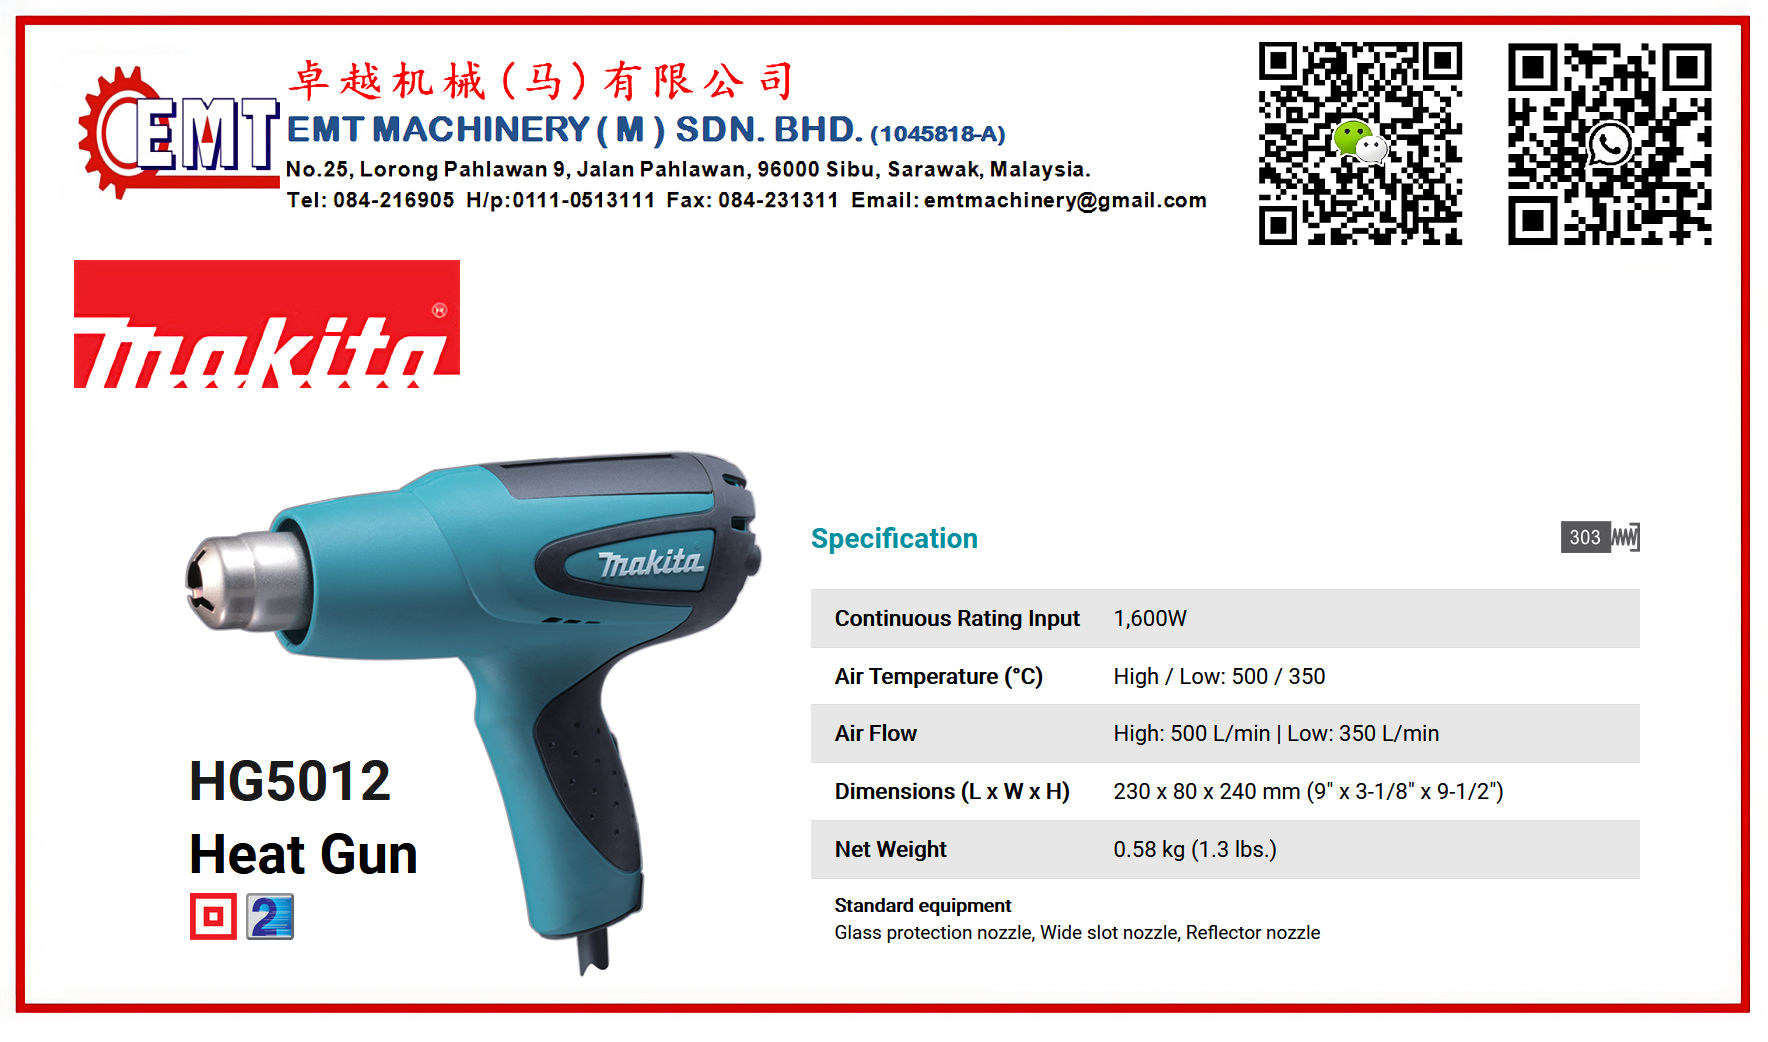 卓越机械(马)有限公司
EMT
EMT MACHINERY ( M ) SDN. BHD. (1045818-A)
No.25, Lorong Pahlawan 9, Jalan Pahlawan, 96000 Sibu, Sarawak, Malaysia.
Tel: 084-216905 H/p:0111-0513111 Fax: 084-231311 Email: emtmachinery@gmail.com
makita
makita
Specification
303
Continuous Rating Input 1,600W
Air Temperature (°C) High / Low: 500 / 350
Air Flow High: 500 L/min | Low: 350 L/min
Dimensions (L x W x H) 230 x 80 x 240 mm (9" x 3-1/8" x 9-1/2")
Net Weight 0.58 kg (1.3 lbs.)
Standard equipment
Glass protection nozzle, Wide slot nozzle, Reflector nozzle
HG5012
Heat Gun
2